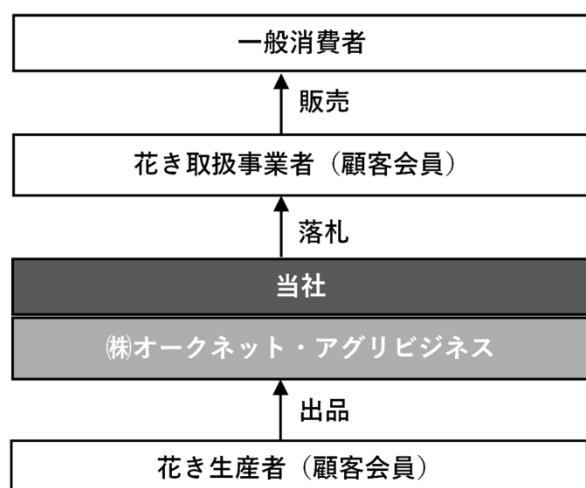 一般消費者
販売
花き取扱事業者（顧客会員）
落札
当社
㈱オークネット・アグリビジネス
出品
花き生産者（顧客会員）